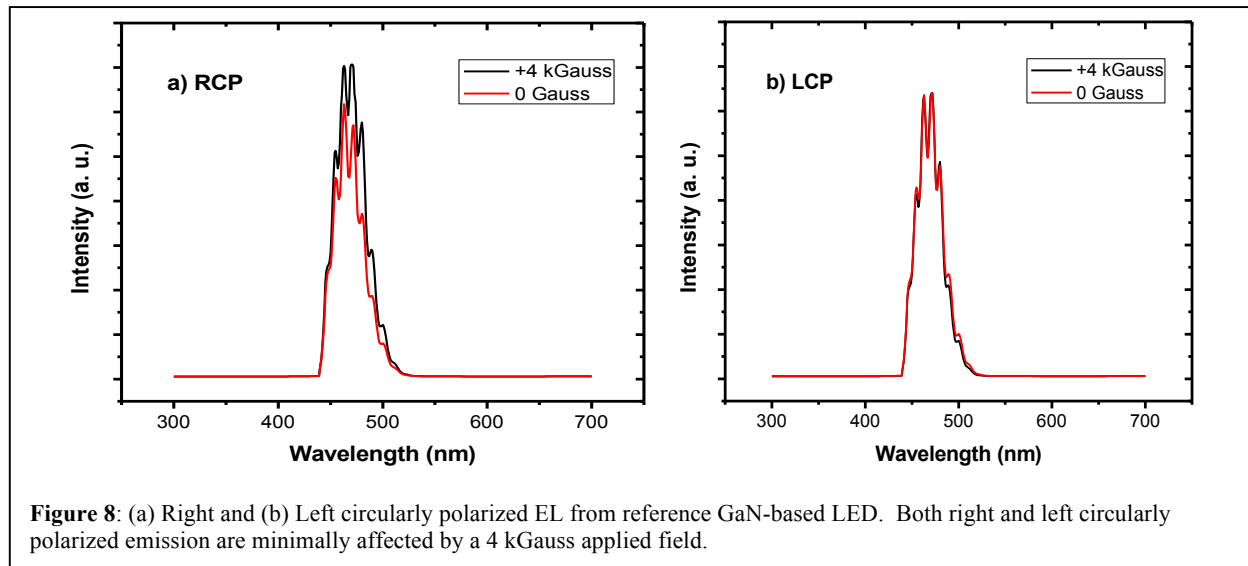 a) RCP
+4 kGauss
0 Gauss
Intensity (a. u.)
300 400 500 600 700
Wavelength (nm)
b) LCP
+4 kGauss
0 Gauss
Intensity (a. u.)
300 400 500 600 700
Wavelength (nm)
Figure 8: (a) Right and (b) Left circularly polarized EL from reference GaN-based LED. Both right and left circularly
polarized emission are minimally affected by a 4 kGauss applied field.